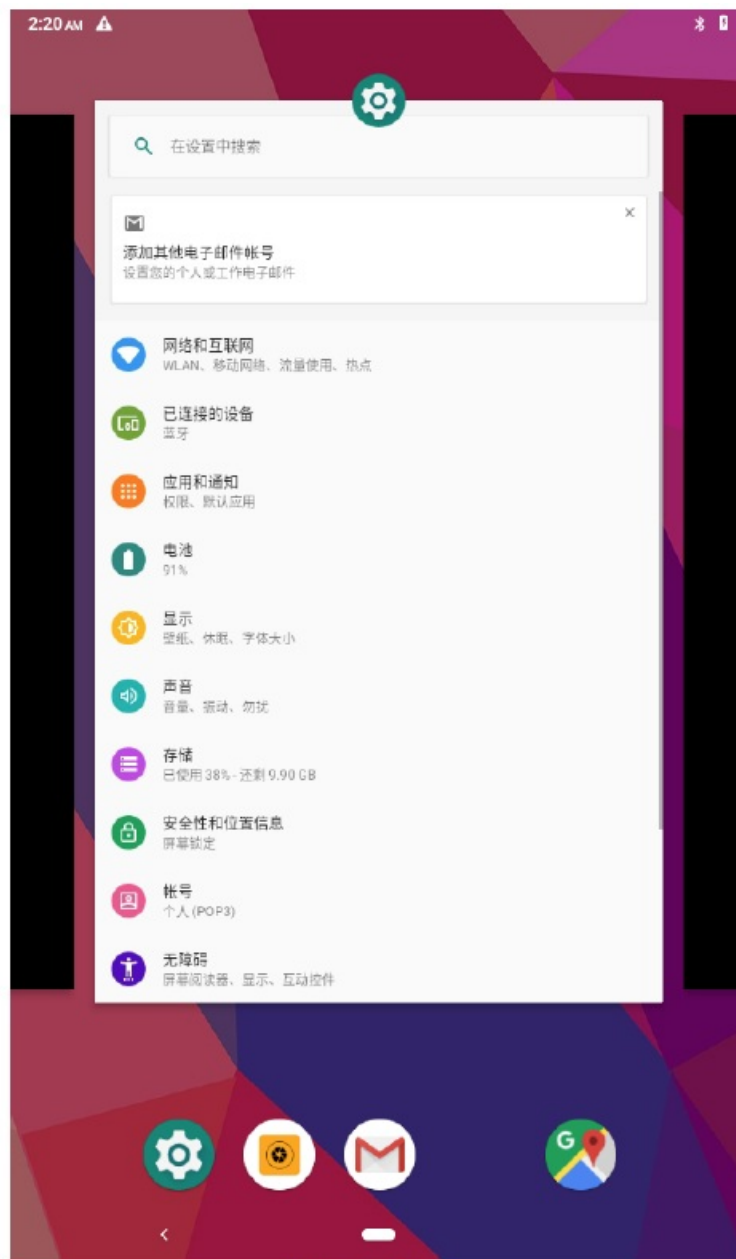 2:20 AM
在设置中搜索
添加其他电子邮件帐号
设置您的个人或工作电子邮件
网络和互联网
WLAN、移动网络、流量使用、热点
已连接的设备
蓝牙
应用和通知
权限、默认应用
电池
91%
显示
壁纸、休眠、字体大小
声音
音量、振动、勿扰
存储
已使用 38% - 还剩 9.90 GB
安全性和位置信息
屏幕锁定
帐号
个人 (POP3)
无障碍
屏幕阅读器、显示、互动控件
G